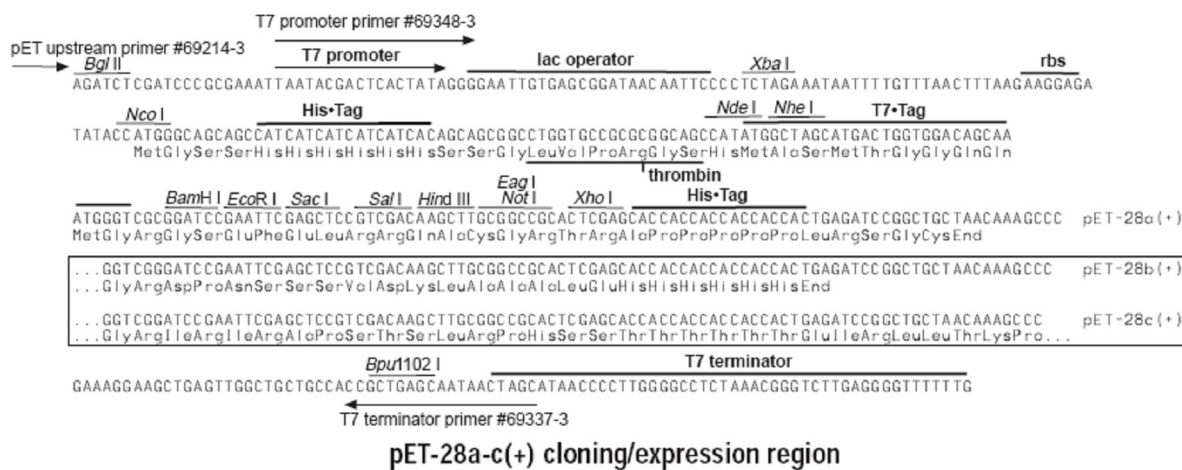 T7 promoter primer #69348-3
pET upstream primer #69214-3
Bgl II T7 promoter lac operator Xba I rbs
AGATCTCGATCCCGCGAAATTAATACGACTCACTATAGGGGAATTGTGAGCGGATAACAATTCCCCTCTAGAAATAATTTTGTTTAACTTTAAGAAGGAGA
Nco I His•Tag Nde I Nhe I T7•Tag
TATACCATGGGCAGCAGCCATCATCATCATCATCACAGCAGCGGCCTGGTGCCGCGCGGCAGCCATATGGCTAGCATGACTGGTGGACAGCAA
MetGlySerSerHisHisHisHisHisHisSerSerGlyLeuValProArgGlySerHisMetAlaSerMetThrGlyGlyGlnGln
thrombin
BamH I EcoR I Sac I Sal I Hind III Eag I Not I Xho I His•Tag
ATGGGTCGCGGATCCGAATTCGAGCTCCGTCGACAAGCTTGCGGCCGCACTCGAGCACCACCACCACCACCACTGAGATCCGGCTGCTAACAAAGCCC pET-28a(+)
MetGlyArgGlySerGluPheGluLeuArgArgGlnAlaCysGlyArgThrArgAlaProProProProProLeuArgSerGlyCysEnd
...GGTCGGGATCCGAATTCGAGCTCCGTCGACAAGCTTGCGGCCGCACTCGAGCACCACCACCACCACCACTGAGATCCGGCTGCTAACAAAGCCC pET-28b(+)
...GlyArgAspProAsnSerSerSerValAspLysLeuAlaAlaAlaLeuGluHisHisHisHisHisHisEnd
...GGTCGGATCCGAATTCGAGCTCCGTCGACAAGCTTGCGGCCGCACTCGAGCACCACCACCACCACCACTGAGATCCGGCTGCTAACAAAGCCC pET-28c(+)
...GlyArgIleArgIleArgAlaProSerThrSerLeuArgProHisSerSerThrThrThrThrThrThrGluIleArgLeuLeuThrLysPro...
Bpu1102 I T7 terminator
GAAAGGAAGCTGAGTTGGCTGCTGCCACCGCTGAGCAATAACTAGCATAACCCCTTGGGGCCTCTAAACGGGTCTTGAGGGGTTTTTTG
T7 terminator primer #69337-3
pET-28a-c(+) cloning/expression region